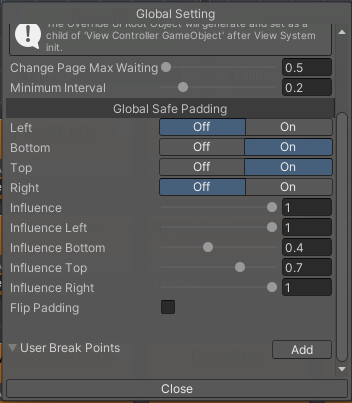 Global Setting
The Override UI Root Object will generate and set as a
child of 'View Controller GameObject' after View System
init.
Change Page Max Waiting 0.5
Minimum Interval 0.2
Global Safe Padding
Left Off On
Bottom Off On
Top Off On
Right Off On
Influence 1
Influence Left 1
Influence Bottom 0.4
Influence Top 0.7
Influence Right 1
Flip Padding
User Break Points Add
Close